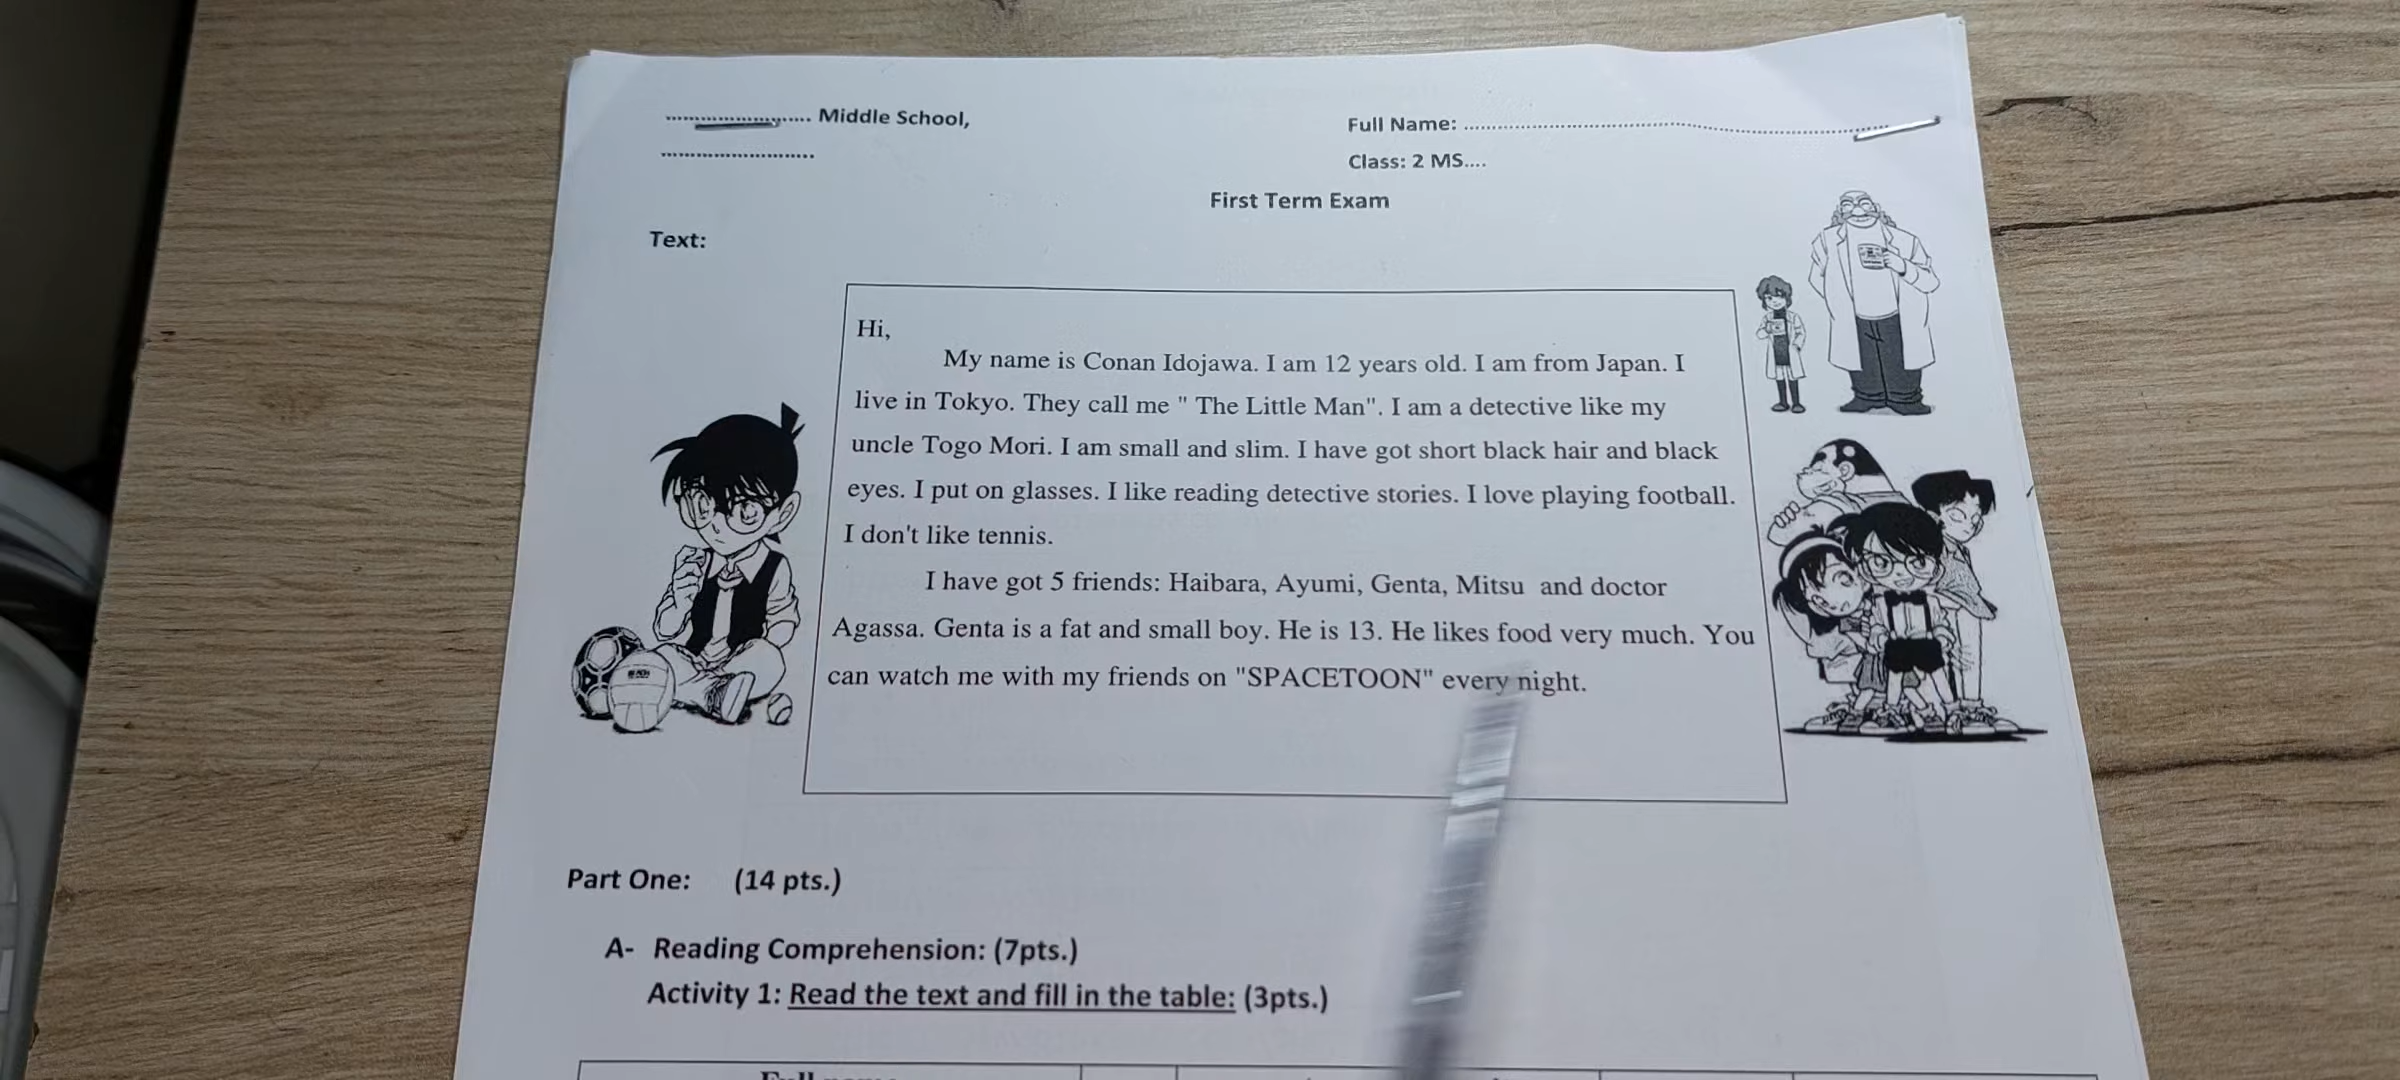 .......................... Middle School,
Full Name: ..........................................................................
..........................
Class: 2 MS....
First Term Exam
Text:
Hi,
My name is Conan Idojawa. I am 12 years old. I am from Japan. I
live in Tokyo. They call me " The Little Man". I am a detective like my
uncle Togo Mori. I am small and slim. I have got short black hair and black
eyes. I put on glasses. I like reading detective stories. I love playing football.
I don't like tennis.
I have got 5 friends: Haibara, Ayumi, Genta, Mitsu and doctor
Agassa. Genta is a fat and small boy. He is 13. He likes food very much. You
can watch me with my friends on "SPACETOON" every night.
Part One: (14 pts.)
A- Reading Comprehension: (7pts.)
Activity 1: Read the text and fill in the table: (3pts.)